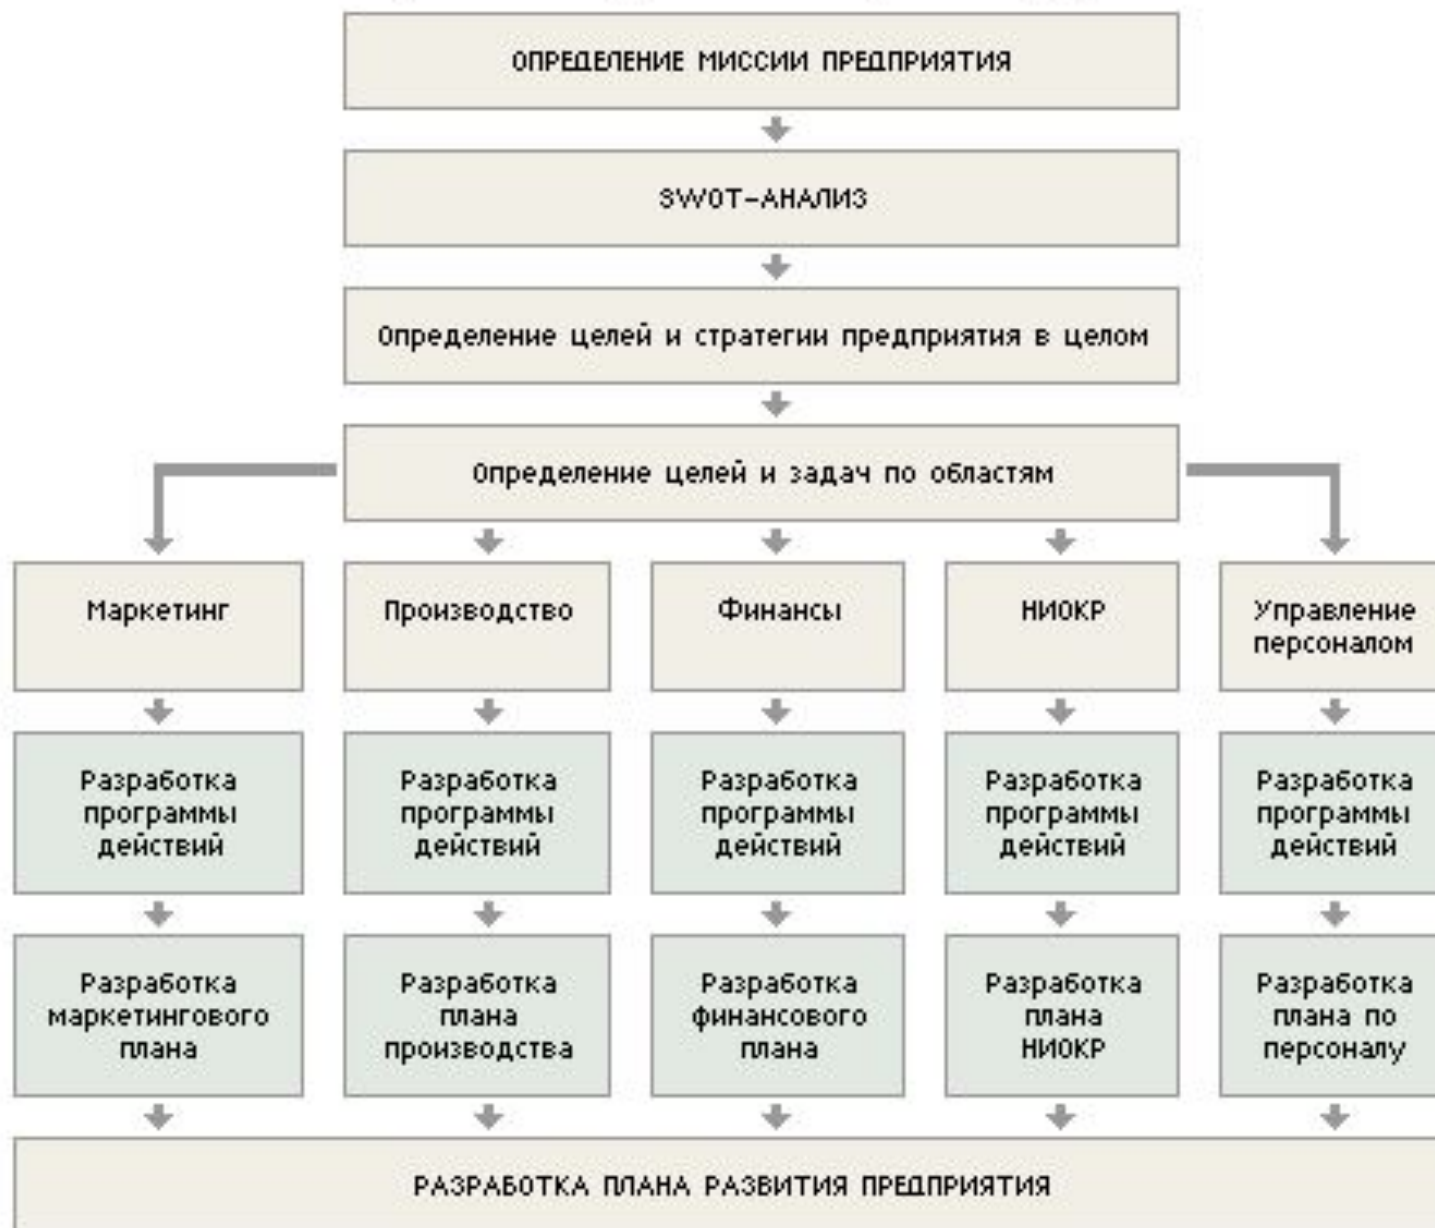 ОПРЕДЕЛЕНИЕ МИССИИ ПРЕДПРИЯТИЯ
SWOT-АНАЛИЗ
Определение целей и стратегии предприятия в целом
Определение целей и задач по областям
Маркетинг
Производство
Финансы
НИОКР
Управление
персоналом
Разработка
программы
действий
Разработка
программы
действий
Разработка
программы
действий
Разработка
программы
действий
Разработка
программы
действий
Разработка
маркетингового
плана
Разработка
плана
производства
Разработка
финансового
плана
Разработка
плана
НИОКР
Разработка
плана по
персоналу
РАЗРАБОТКА ПЛАНА РАЗВИТИЯ ПРЕДПРИЯТИЯ